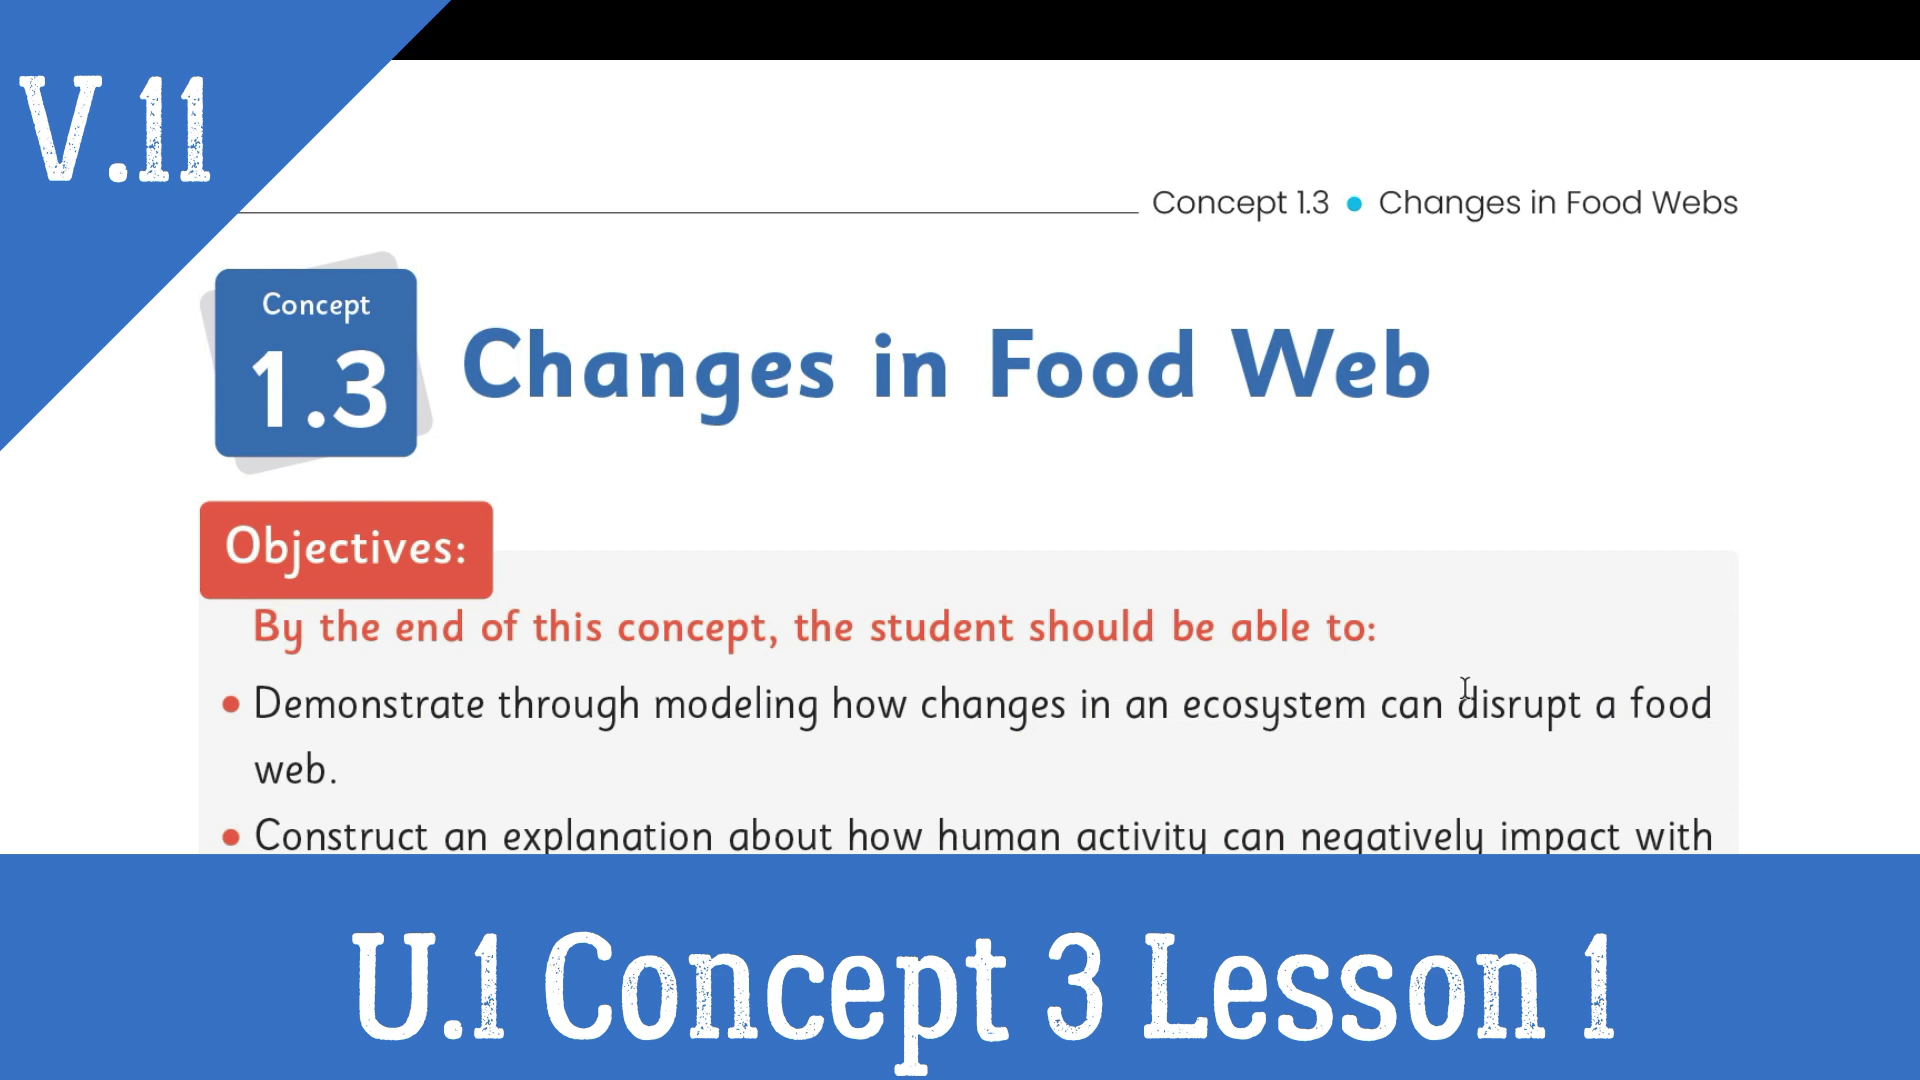 V.11
Concept 1.3 • Changes in Food Webs
Concept
1.3
Changes in Food Web
Objectives:
By the end of this concept, the student should be able to:
• Demonstrate through modeling how changes in an ecosystem can disrupt a food
web.
• Construct an explanation about how human activity can negatively impact with
U.1 Concept 3 Lesson 1